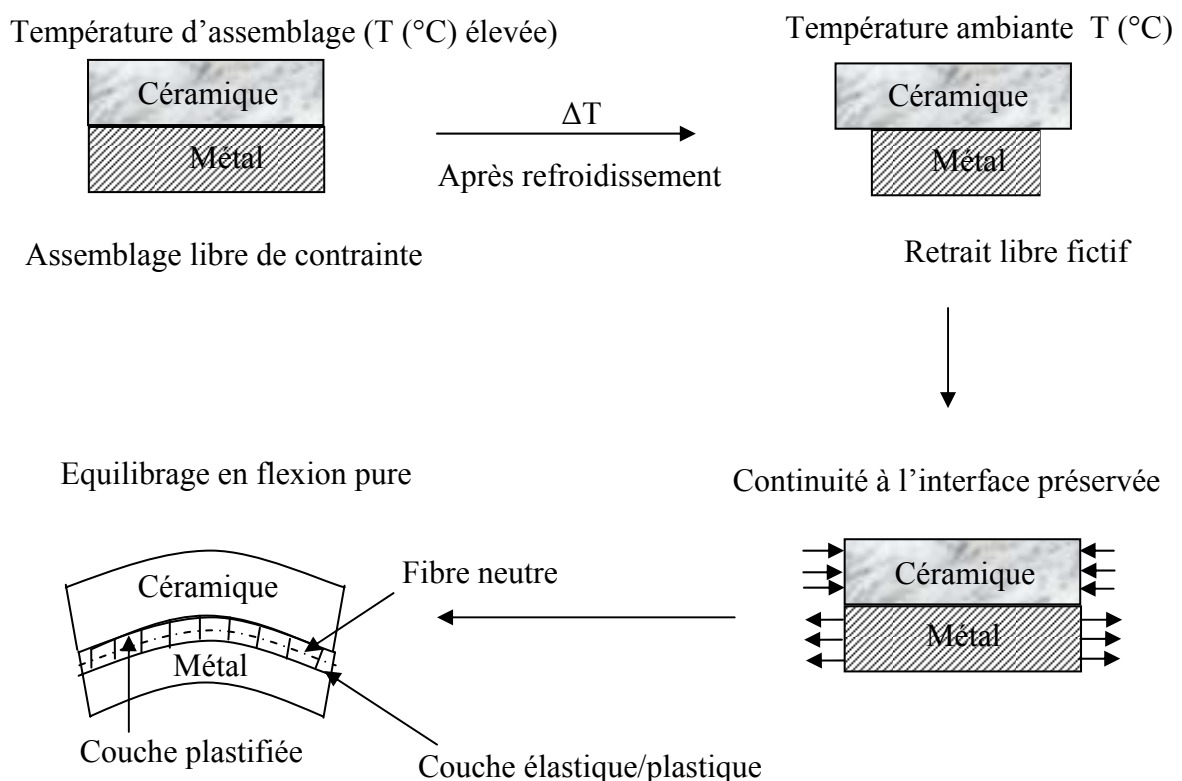 Température d’assemblage (T (°C) élevée)
Température ambiante T (°C)
Céramique
Métal
ΔT
Après refroidissement
Céramique
Métal
Assemblage libre de contrainte
Retrait libre fictif
Equilibrage en flexion pure
Continuité à l’interface préservée
Céramique
Métal
Fibre neutre
Couche plastifiée
Couche élastique/plastique
Céramique
Métal